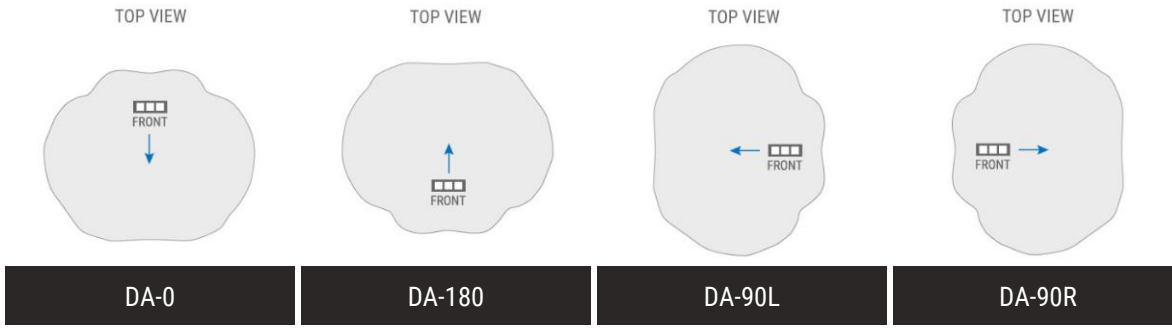 TOP VIEW
TOP VIEW
TOP VIEW
TOP VIEW
FRONT
FRONT
FRONT
FRONT
DA-0
DA-180
DA-90L
DA-90R